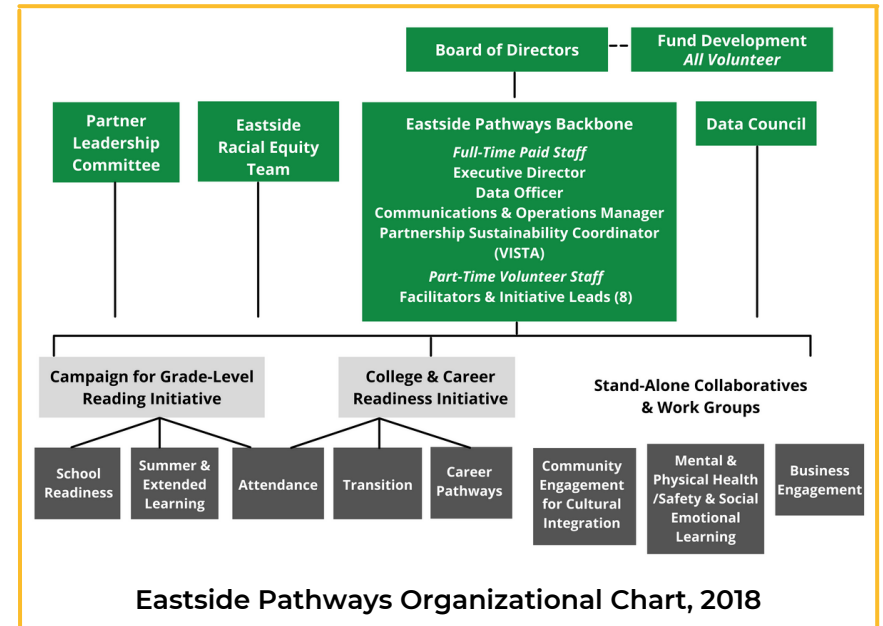 Board of Directors
Fund Development
All Volunteer
Partner
Leadership
Committee
Eastside
Racial Equity
Team
Eastside Pathways Backbone
Full-Time Paid Staff
Executive Director
Data Officer
Communications & Operations Manager
Partnership Sustainability Coordinator
(VISTA)
Part-Time Volunteer Staff
Facilitators & Initiative Leads (8)
Data Council
Campaign for Grade-Level
Reading Initiative
College & Career
Readiness Initiative
Stand-Alone Collaboratives
& Work Groups
School
Readiness
Summer &
Extended
Learning
Attendance
Transition
Career
Pathways
Community
Engagement
for Cultural
Integration
Mental &
Physical Health
/Safety & Social
Emotional
Learning
Business
Engagement
Eastside Pathways Organizational Chart, 2018